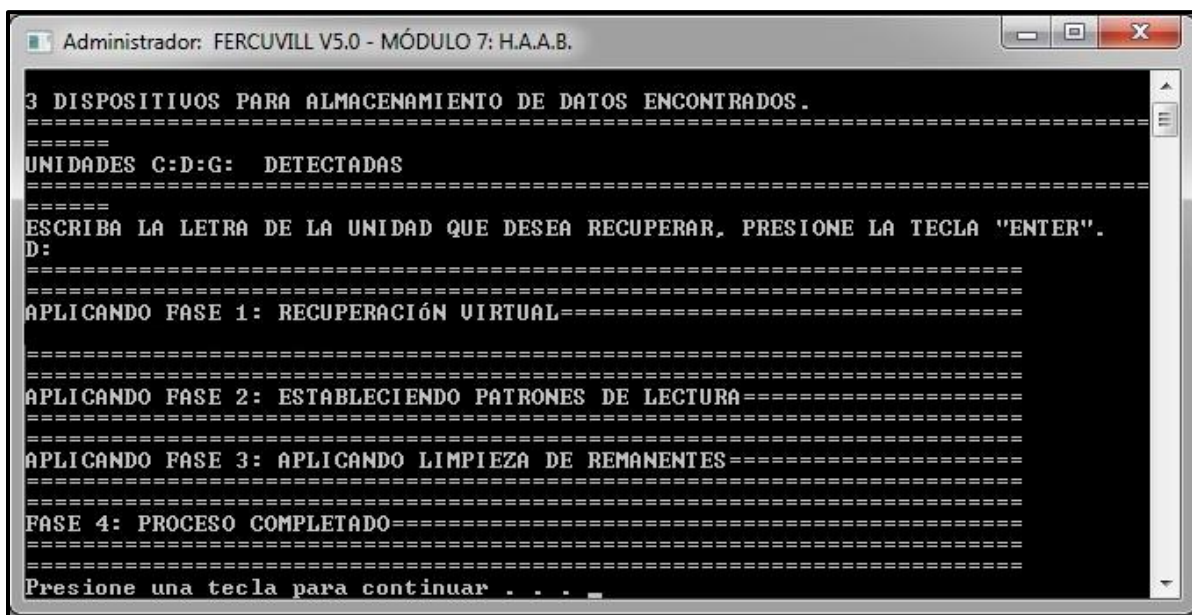 Administrador: FERCUVILL V5.0 - MÓDULO 7: H.A.A.B.
3 DISPOSITIVOS PARA ALMACENAMIENTO DE DATOS ENCONTRADOS.
================================================================================
======
UNIDADES C:D:G:  DETECTADAS
================================================================================
======
ESCRIBA LA LETRA DE LA UNIDAD QUE DESEA RECUPERAR, PRESIONE LA TECLA "ENTER".
D:
=======================================================================
=======================================================================
APLICANDO FASE 1: RECUPERACIóN VIRTUAL=================================
=======================================================================
=======================================================================
APLICANDO FASE 2: ESTABLECIENDO PATRONES DE LECTURA====================
=======================================================================
=======================================================================
APLICANDO FASE 3: APLICANDO LIMPIEZA DE REMANENTES=====================
=======================================================================
=======================================================================
FASE 4: PROCESO COMPLETADO=============================================
=======================================================================
=======================================================================
Presione una tecla para continuar . . . _